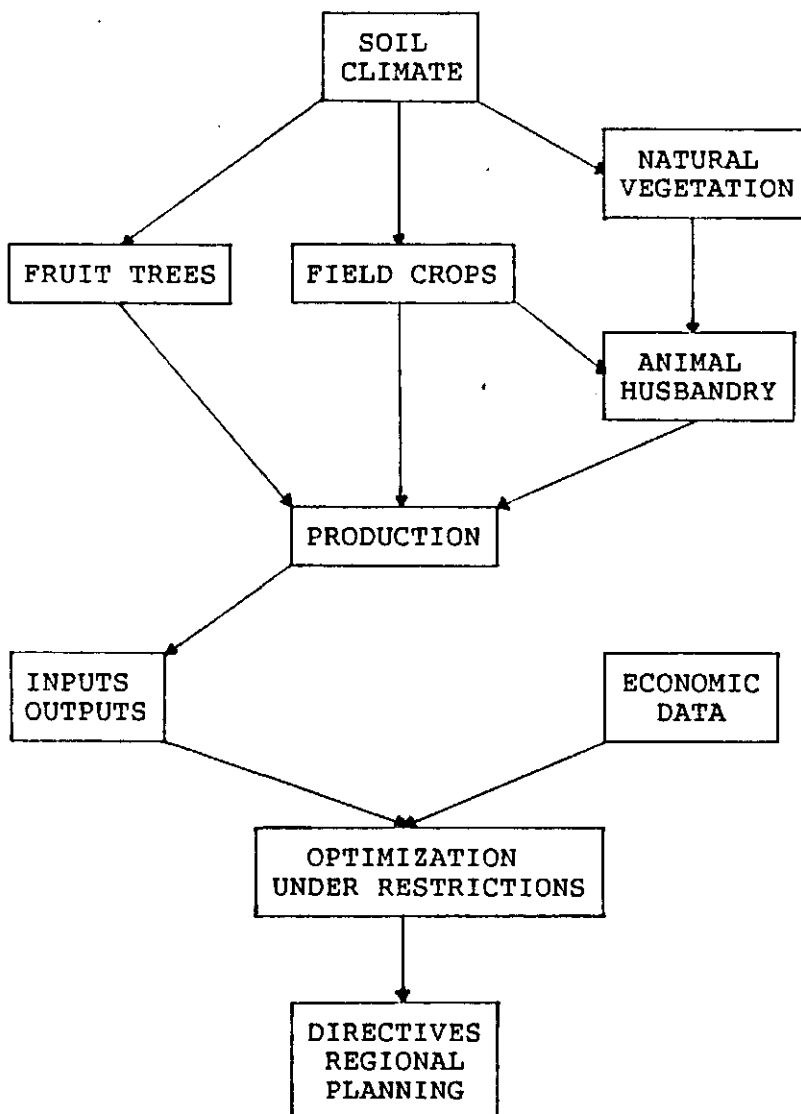 SOIL
CLIMATE
NATURAL
VEGETATION
FRUIT TREES
FIELD CROPS
ANIMAL
HUSBANDRY
PRODUCTION
INPUTS
OUTPUTS
ECONOMIC
DATA
OPTIMIZATION
UNDER RESTRICTIONS
DIRECTIVES
REGIONAL
PLANNING